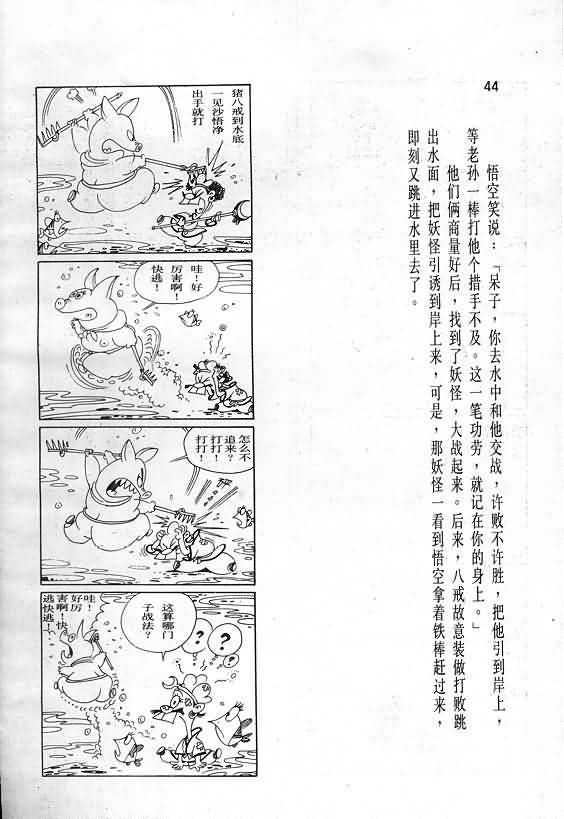 44
悟空笑说：「呆子，你去水中和他交战，许败不许胜，把他引到岸上，
等老孙一棒打他个措手不及。这一笔功劳，就记在你的身上。」
他们俩商量好后，找到了妖怪，大战起来。后来，八戒故意装做打败跳
出水面，把妖怪引诱到岸上来，可是，那妖怪一看到悟空拿着铁棒赶过来，
即刻又跳进水里去了。
猪八戒到水底
一见沙悟净
出手就打
哇！好
厉害啊！
快逃！
怎么不
追来？
打！
打打！
这算哪门
子战法？
？
？
？
哇！
好厉
害啊！快
逃快逃！